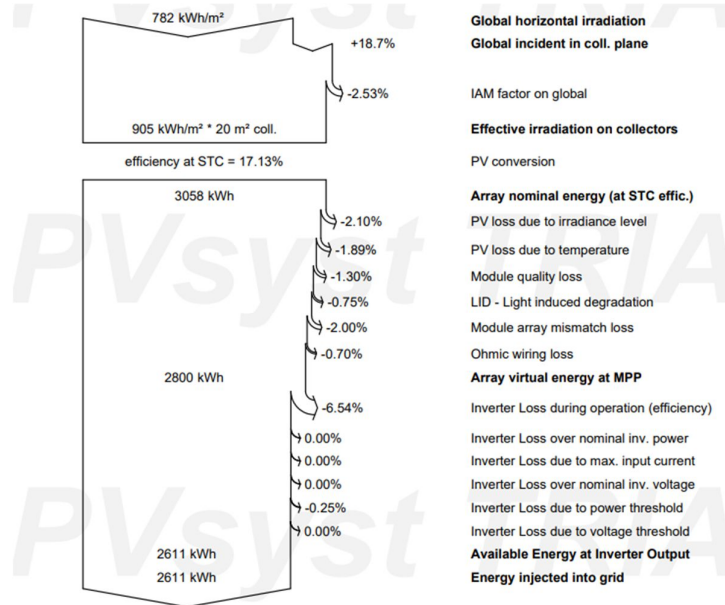 782 kWh/m² Global horizontal irradiation
+18.7% Global incident in coll. plane
-2.53% IAM factor on global
905 kWh/m² * 20 m² coll. Effective irradiation on collectors
efficiency at STC = 17.13% PV conversion
3058 kWh Array nominal energy (at STC effic.)
-2.10% PV loss due to irradiance level
-1.89% PV loss due to temperature
-1.30% Module quality loss
-0.75% LID - Light induced degradation
-2.00% Module array mismatch loss
-0.70% Ohmic wiring loss
2800 kWh Array virtual energy at MPP
-6.54% Inverter Loss during operation (efficiency)
0.00% Inverter Loss over nominal inv. power
0.00% Inverter Loss due to max. input current
0.00% Inverter Loss over nominal inv. voltage
-0.25% Inverter Loss due to power threshold
0.00% Inverter Loss due to voltage threshold
2611 kWh Available Energy at Inverter Output
2611 kWh Energy injected into grid
PVsyst TRIA
PVsyst TRIA